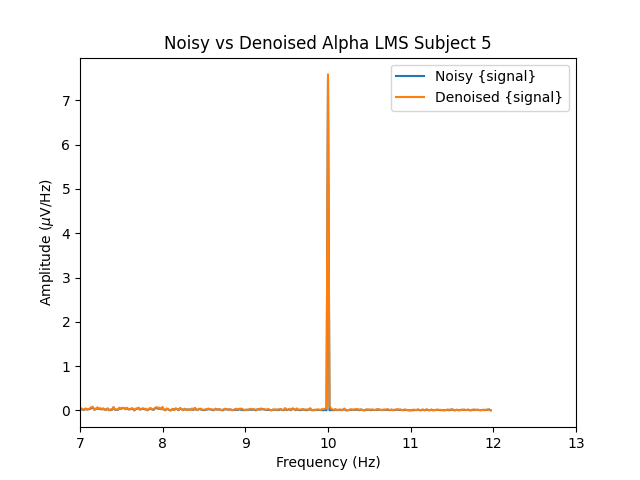 Noisy vs Denoised Alpha LMS Subject 5
Noisy {signal}
Denoised {signal}
Amplitude (μV/Hz)
7
6
5
4
3
2
1
0
7 8 9 10 11 12 13
Frequency (Hz)